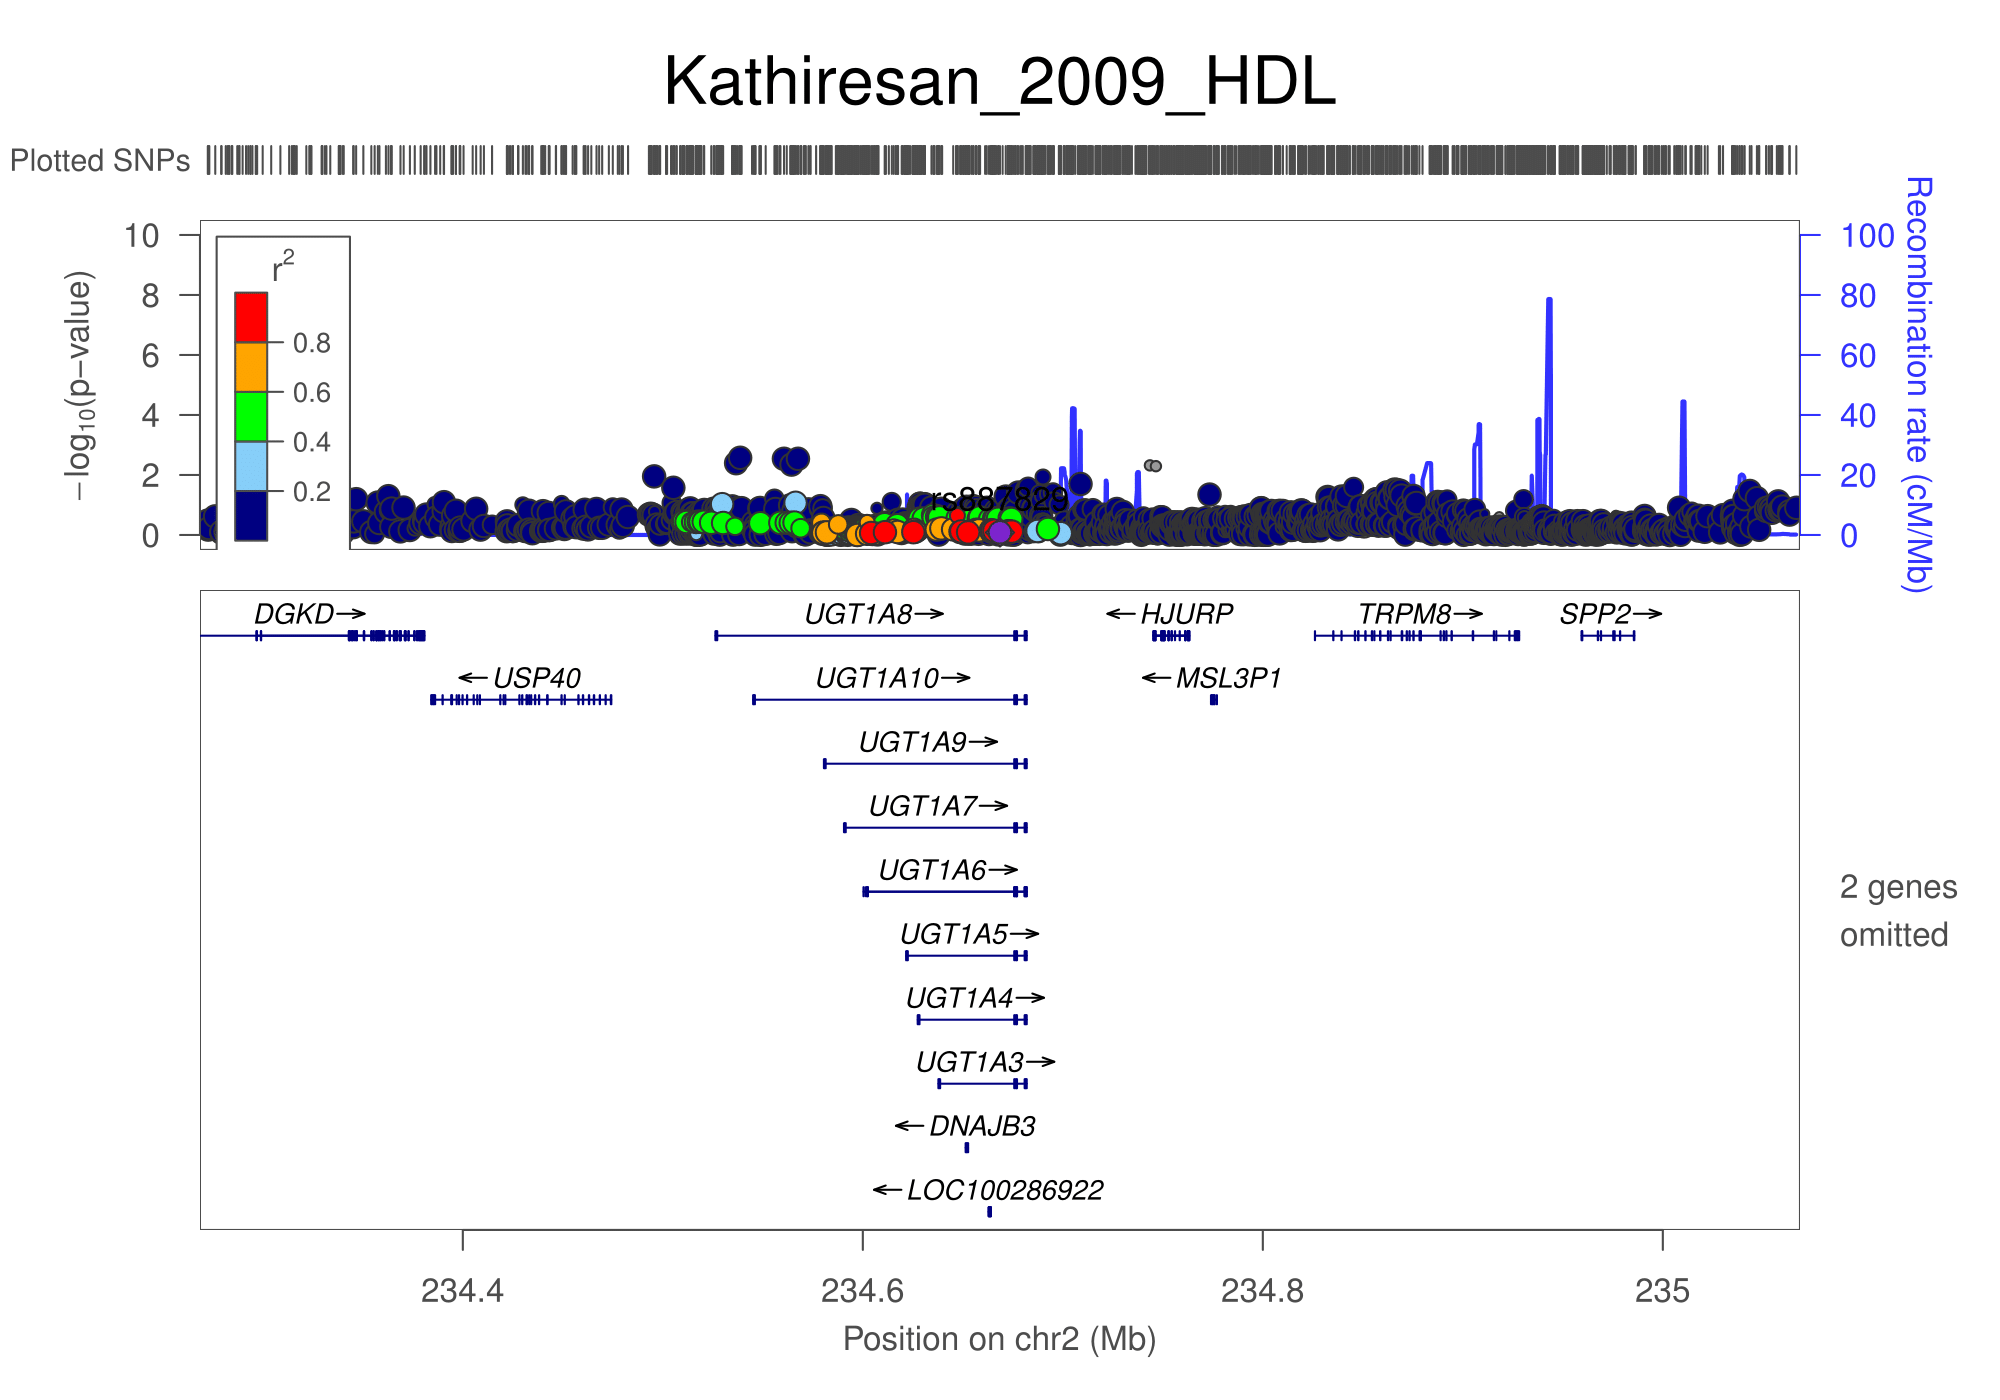 Kathiresan_2009_HDL
Plotted SNPs
10
8
6
4
2
0
−log10(p−value)
r2
0.8
0.6
0.4
0.2
rs887829
100
80
60
40
20
0
Recombination rate (cM/Mb)
DGKD→ UGT1A8→ ←HJURP TRPM8→ SPP2→
←USP40 UGT1A10→ ←MSL3P1
UGT1A9→
UGT1A7→
UGT1A6→
2 genes
omitted
UGT1A5→
UGT1A4→
UGT1A3→
←DNAJB3
←LOC100286922
234.4 234.6 234.8 235
Position on chr2 (Mb)